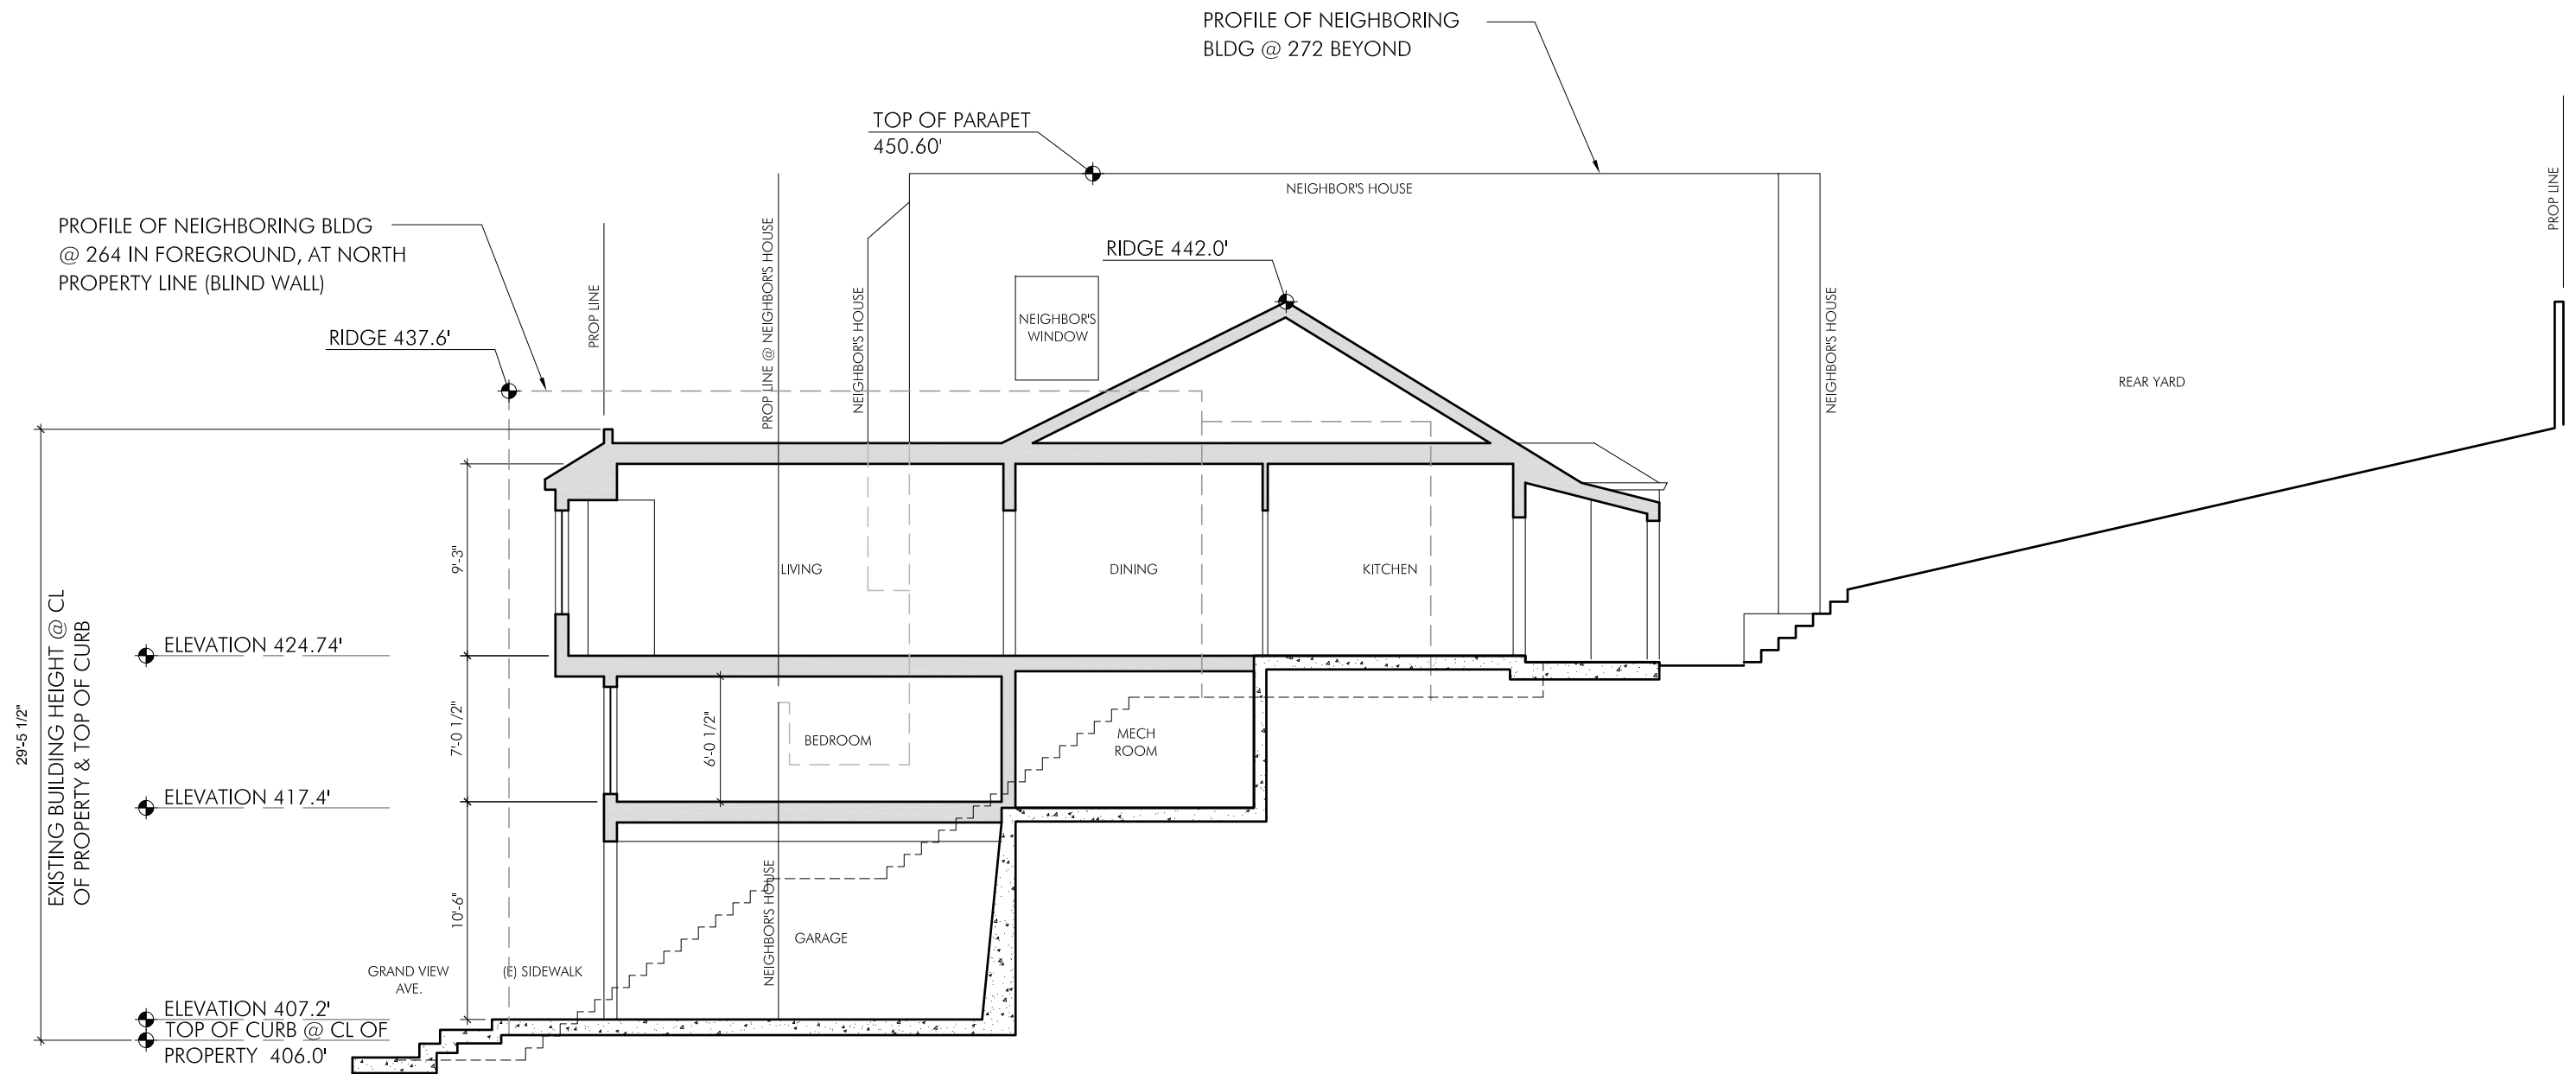 PROFILE OF NEIGHBORING
BLDG @ 272 BEYOND
TOP OF PARAPET
450.60'
NEIGHBOR'S HOUSE
PROP LINE
PROFILE OF NEIGHBORING BLDG
@ 264 IN FOREGROUND, AT NORTH
PROPERTY LINE (BLIND WALL)
PROP LINE @ NEIGHBOR'S HOUSE
RIDGE 442.0'
PROP LINE
NEIGHBOR'S HOUSE
NEIGHBOR'S
WINDOW
NEIGHBOR'S HOUSE
RIDGE 437.6'
REAR YARD
9'-3"
LIVING
DINING
KITCHEN
29'-5 1/2"
EXISTING BUILDING HEIGHT @ CL
OF PROPERTY & TOP OF CURB
ELEVATION 424.74'
7'-0 1/2"
6'-0 1/2"
BEDROOM
MECH
ROOM
ELEVATION 417.4'
10'-6"
NEIGHBOR'S HOUSE
GARAGE
GRAND VIEW
AVE.
(E) SIDEWALK
ELEVATION 407.2'
TOP OF CURB @ CL OF
PROPERTY 406.0'